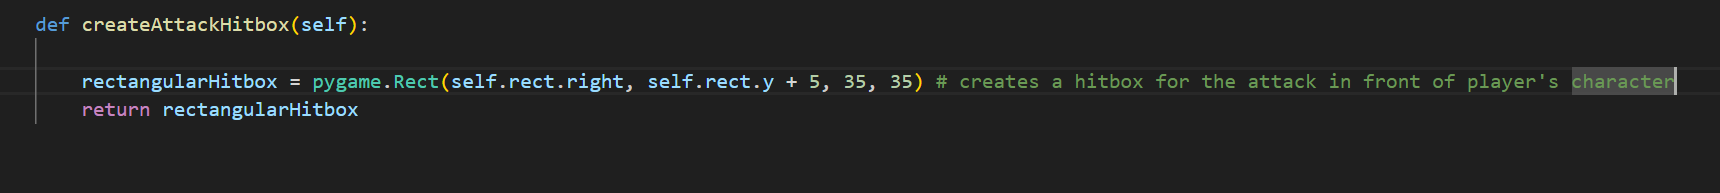 def createAttackHitbox(self):
rectangularHitbox = pygame.Rect(self.rect.right, self.rect.y + 5, 35, 35) # creates a hitbox for the attack in front of player's character
return rectangularHitbox